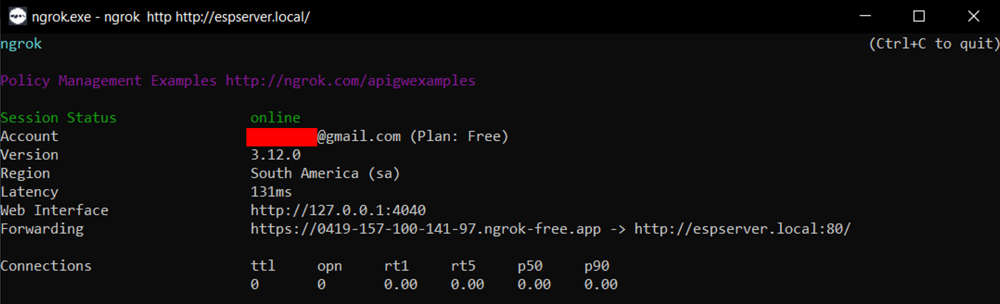 ngrok.exe - ngrok http http://espserver.local/
ngrok (Ctrl+C to quit)
Policy Management Examples http://ngrok.com/apigwexamples
Session Status online
Account @gmail.com (Plan: Free)
Version 3.12.0
Region South America (sa)
Latency 131ms
Web Interface http://127.0.0.1:4040
Forwarding https://0419-157-100-141-97.ngrok-free.app -> http://espserver.local:80/
Connections ttl opn rt1 rt5 p50 p90
0 0 0.00 0.00 0.00 0.00